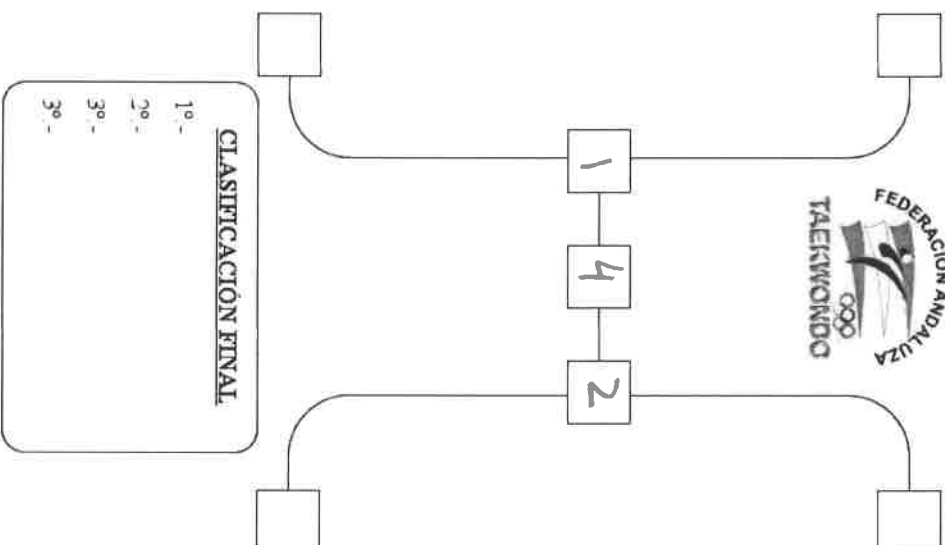 FEDERACIÓN ANDALUZA
TAEKWONDO
1
4
2
CLASIFICACIÓN FINAL
1º.-
2º.-
3º.-
3º.-